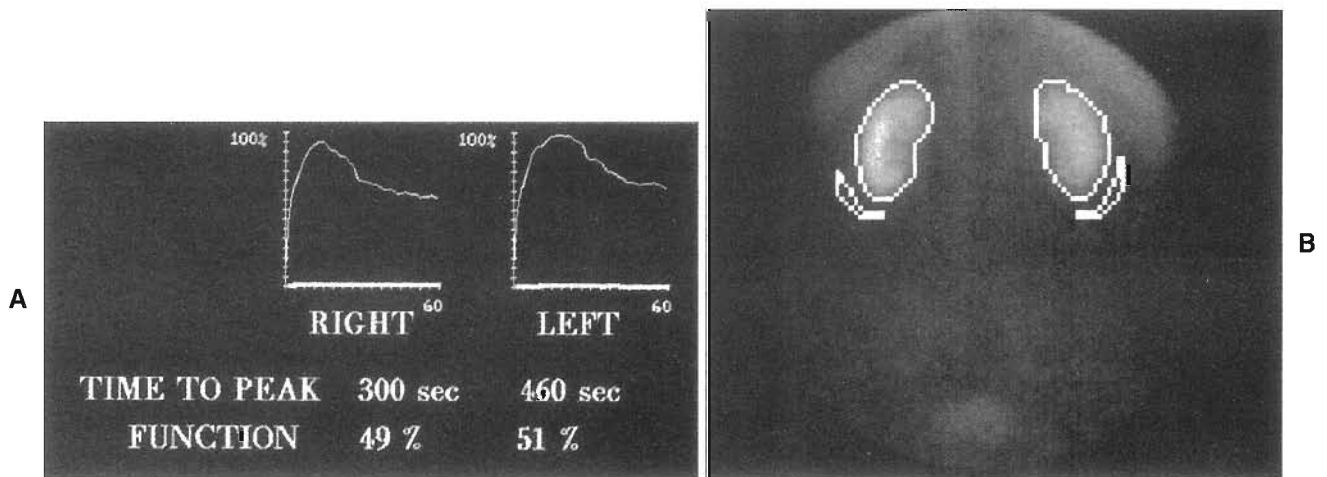 A
100%
100%
60
60
RIGHT
LEFT
TIME TO PEAK 300 sec 460 sec
FUNCTION 49 % 51 %
B